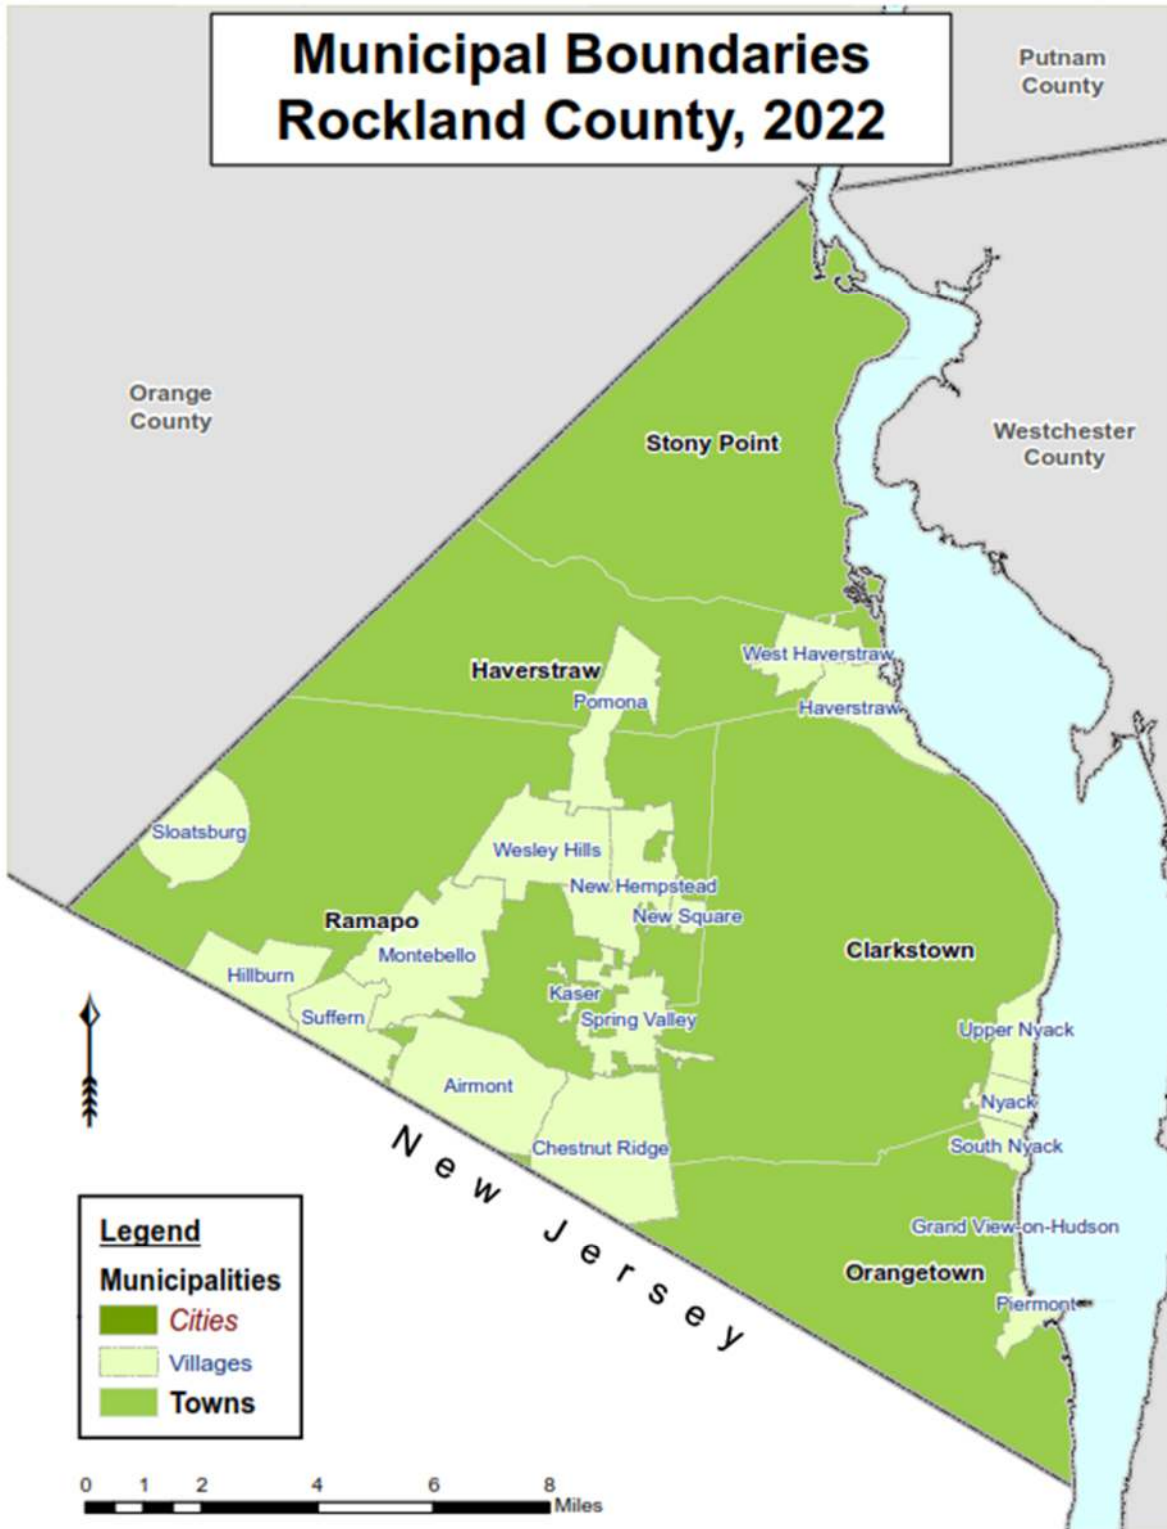 Municipal Boundaries
Rockland County, 2022
Putnam
County
Orange
County
Westchester
County
Stony Point
Haverstraw
West Haverstraw
Pomona
Haverstraw
Sloatsburg
Wesley Hills
New Hempstead
New Square
Ramapo
Montebello
Clarkstown
Hillburn
Kaser
Suffern
Spring Valley
Upper Nyack
Airmont
Nyack
Chestnut Ridge
South Nyack
New Jersey
Grand View-on-Hudson
Orangetown
Piermont
Legend
Municipalities
Cities
Villages
Towns
0 1 2 4 6 8
Miles